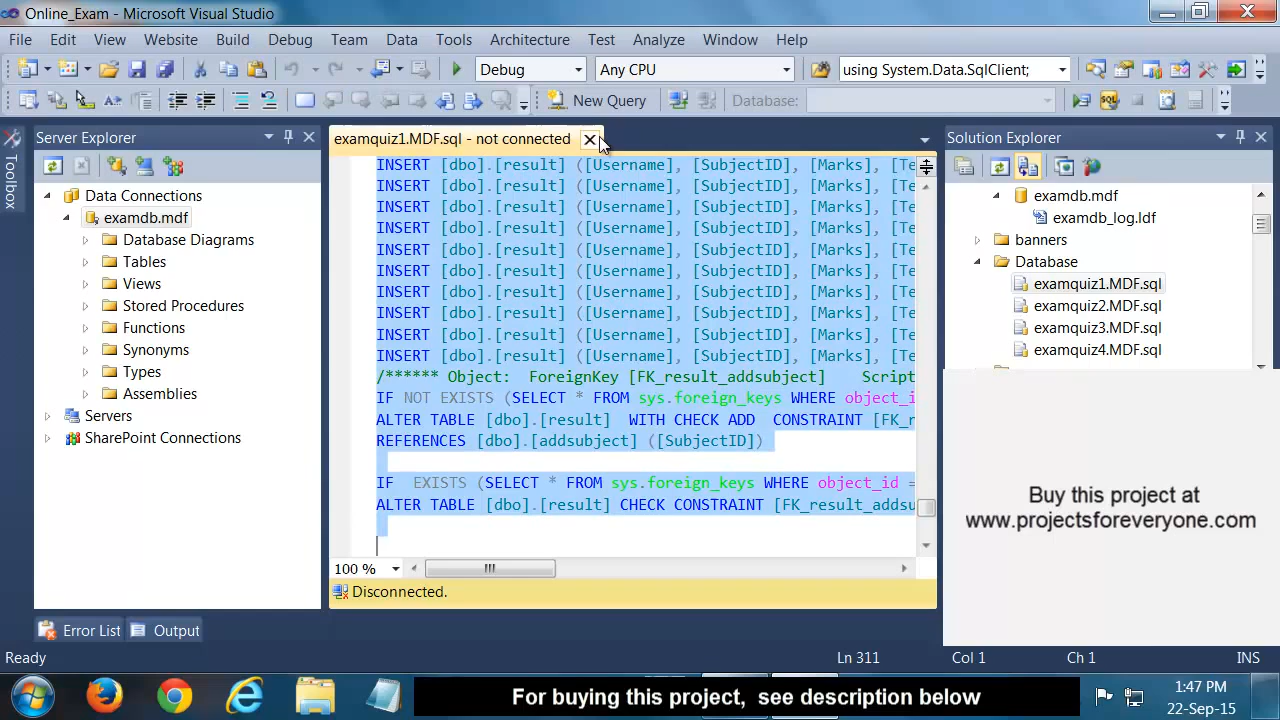 Online_Exam - Microsoft Visual Studio
File Edit View Website Build Debug Team Data Tools Architecture Test Analyze Window Help
Debug Any CPU using System.Data.SqlClient;
New Query Database:
Toolbox
Server Explorer
Data Connections
examdb.mdf
Database Diagrams
Tables
Views
Stored Procedures
Functions
Synonyms
Types
Assemblies
Servers
SharePoint Connections
examquiz1.MDF.sql - not connected
INSERT [dbo].[result] ([Username], [SubjectID], [Marks], [Te
INSERT [dbo].[result] ([Username], [SubjectID], [Marks], [Te
INSERT [dbo].[result] ([Username], [SubjectID], [Marks], [Te
INSERT [dbo].[result] ([Username], [SubjectID], [Marks], [Te
INSERT [dbo].[result] ([Username], [SubjectID], [Marks], [Te
INSERT [dbo].[result] ([Username], [SubjectID], [Marks], [Te
INSERT [dbo].[result] ([Username], [SubjectID], [Marks], [Te
INSERT [dbo].[result] ([Username], [SubjectID], [Marks], [Te
INSERT [dbo].[result] ([Username], [SubjectID], [Marks], [Te
INSERT [dbo].[result] ([Username], [SubjectID], [Marks], [Te
/****** Object: ForeignKey [FK_result_addsubject] Script
IF NOT EXISTS (SELECT * FROM sys.foreign_keys WHERE object_i
ALTER TABLE [dbo].[result] WITH CHECK ADD CONSTRAINT [FK_r
REFERENCES [dbo].[addsubject] ([SubjectID])
IF EXISTS (SELECT * FROM sys.foreign_keys WHERE object_id =
ALTER TABLE [dbo].[result] CHECK CONSTRAINT [FK_result_addsu
100 %
Disconnected.
Solution Explorer
examdb.mdf
examdb_log.ldf
banners
Database
examquiz1.MDF.sql
examquiz2.MDF.sql
examquiz3.MDF.sql
examquiz4.MDF.sql
Buy this project at
www.projectsforeveryone.com
Error List Output
Ready Ln 311 Col 1 Ch 1 INS
For buying this project, see description below
1:47 PM
22-Sep-15